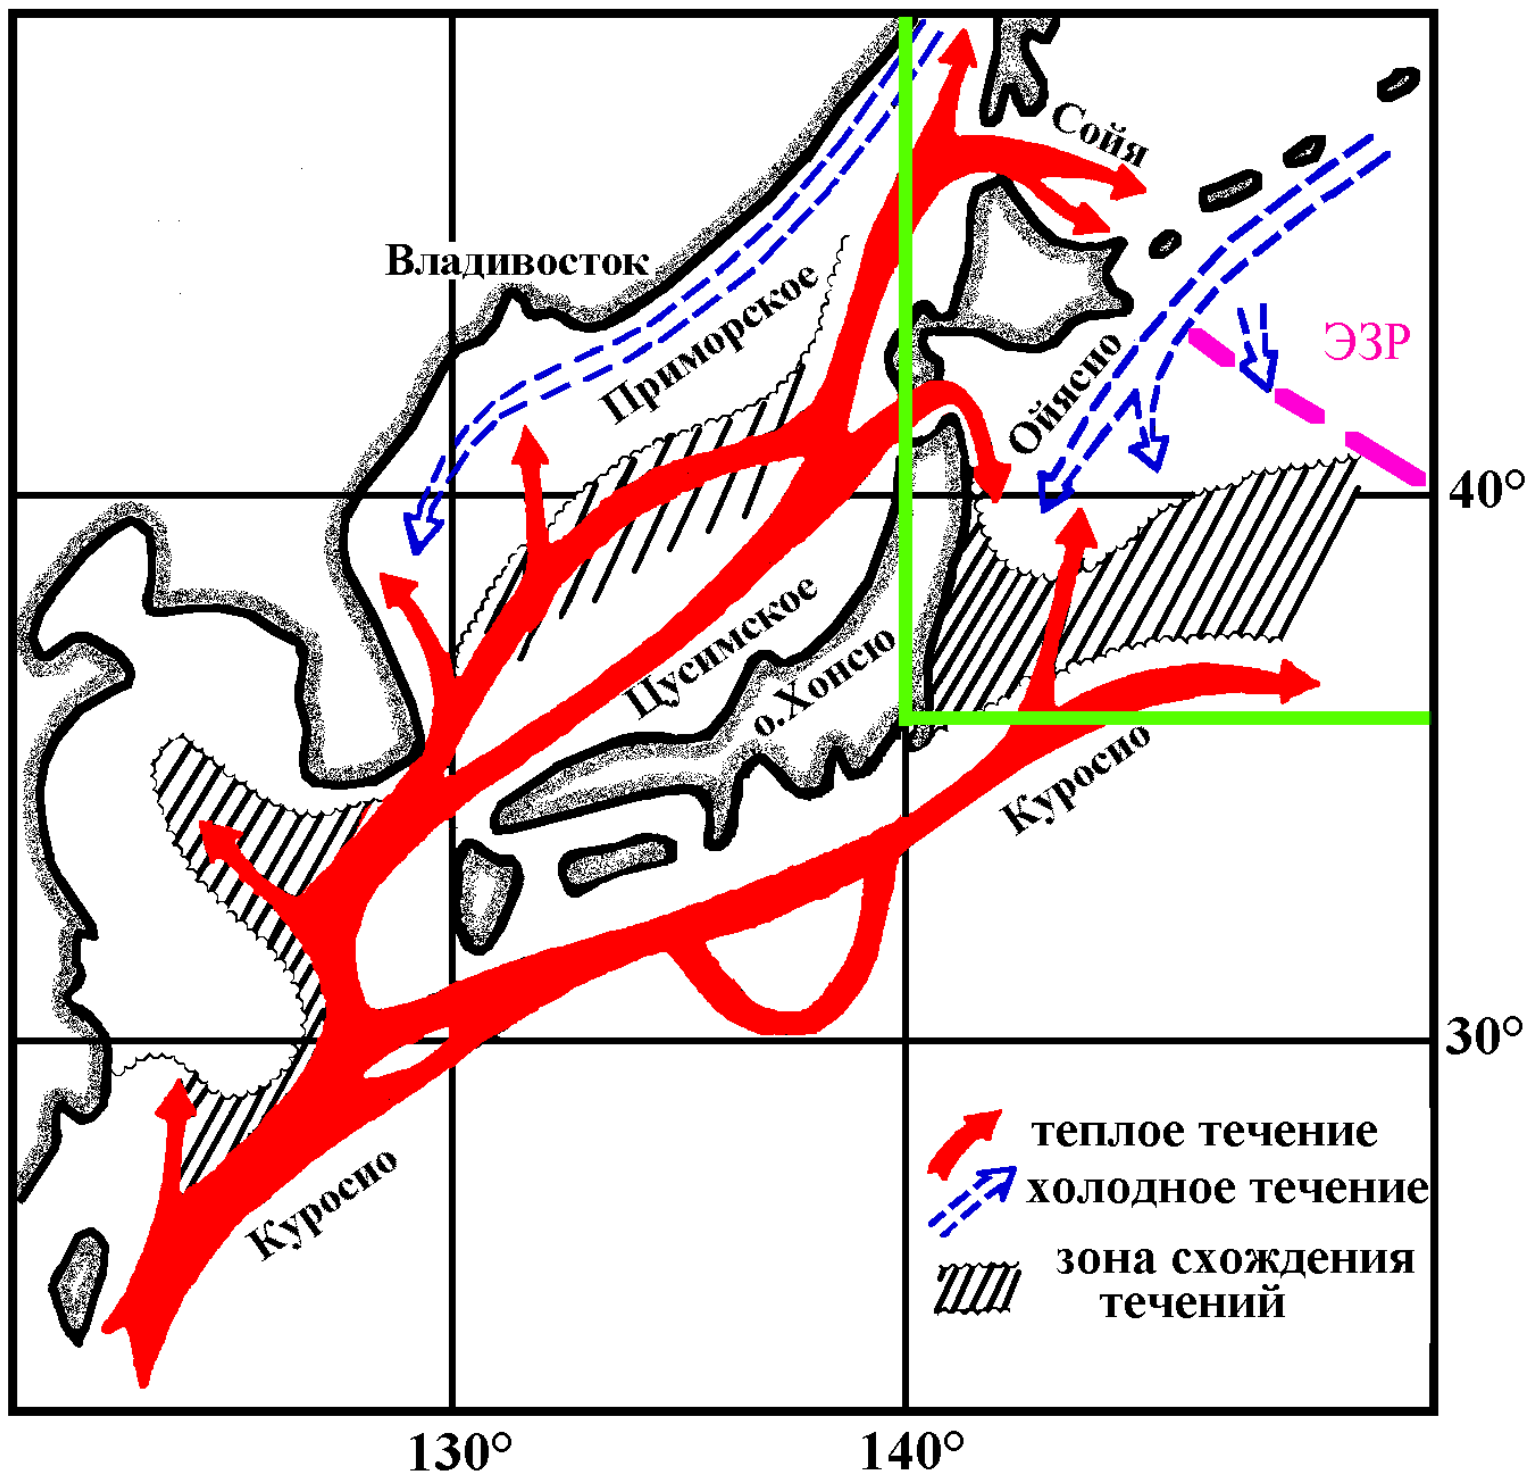 Сойя
Владивосток
Приморское
ЭЗР
Ойясио
40°
Цусимское
о.Хонсю
Куросио
30°
Куросио
теплое течение
холодное течение
зона схождения
течений
130°
140°